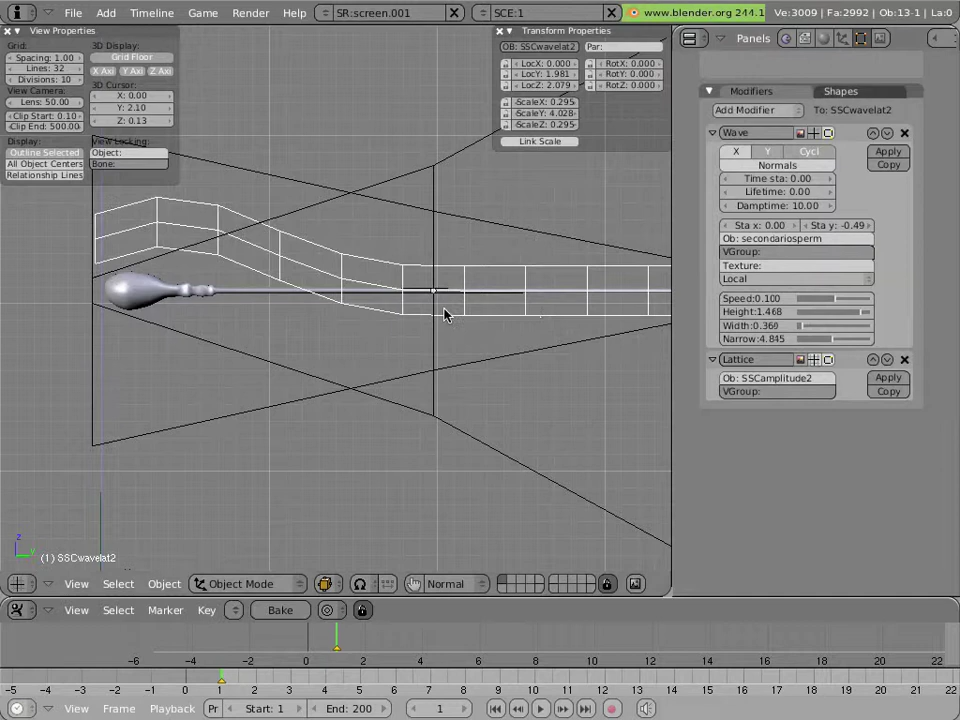 File Add Timeline Game Render Help SR:screen.001 SCE:1 www.blender.org 244.1 Ve:3009 | Fa:2992 | Ob:13-1 | La:0
View Properties
Grid:
Spacing: 1.00
Lines: 32
Divisions: 10
View Camera:
Lens: 50.00
Clip Start: 0.10
Clip End: 500.00
Display:
Outline Selected
All Object Centers
Relationship Lines
3D Display:
Grid Floor
X Axi Y Axi Z Axi
3D Cursor:
X: 0.00
Y: 2.10
Z: 0.13
View Locking:
Object:
Bone:
Transform Properties
OB: SSCwavelat2 Par:
LocX: 0.000 RotX: 0.000
LocY: 1.981 RotY: 0.000
LocZ: 2.079 RotZ: 0.000
ScaleX: 0.295
ScaleY: 4.028
ScaleZ: 0.295
Link Scale
Panels
Modifiers Shapes
Add Modifier To: SSCwavelat2
Wave
X Y Cycl Apply
Normals Copy
Time sta: 0.00
Lifetime: 0.00
Damptime: 10.00
Sta x: 0.00 Sta y: -0.49
Ob: secondariosperm
VGroup:
Texture:
Local
Speed:0.100
Height:1.468
Width:0.360
Narrow:4.845
Lattice
Ob: SSCamplitude2 Apply
VGroup: Copy
z
y
(1) SSCwavelat2
View Select Object Object Mode Normal
View Select Marker Key Bake
-6 -4 -2 0 2 4 6 8 10 12 14 16 18 20 22
-5 -4 -3 -2 -1 0 1 2 3 4 5 6 7 8 9 10 11 12 13 14 15 16 17 18 19 20 21 22
View Frame Playback Pr Start: 1 End: 200 1